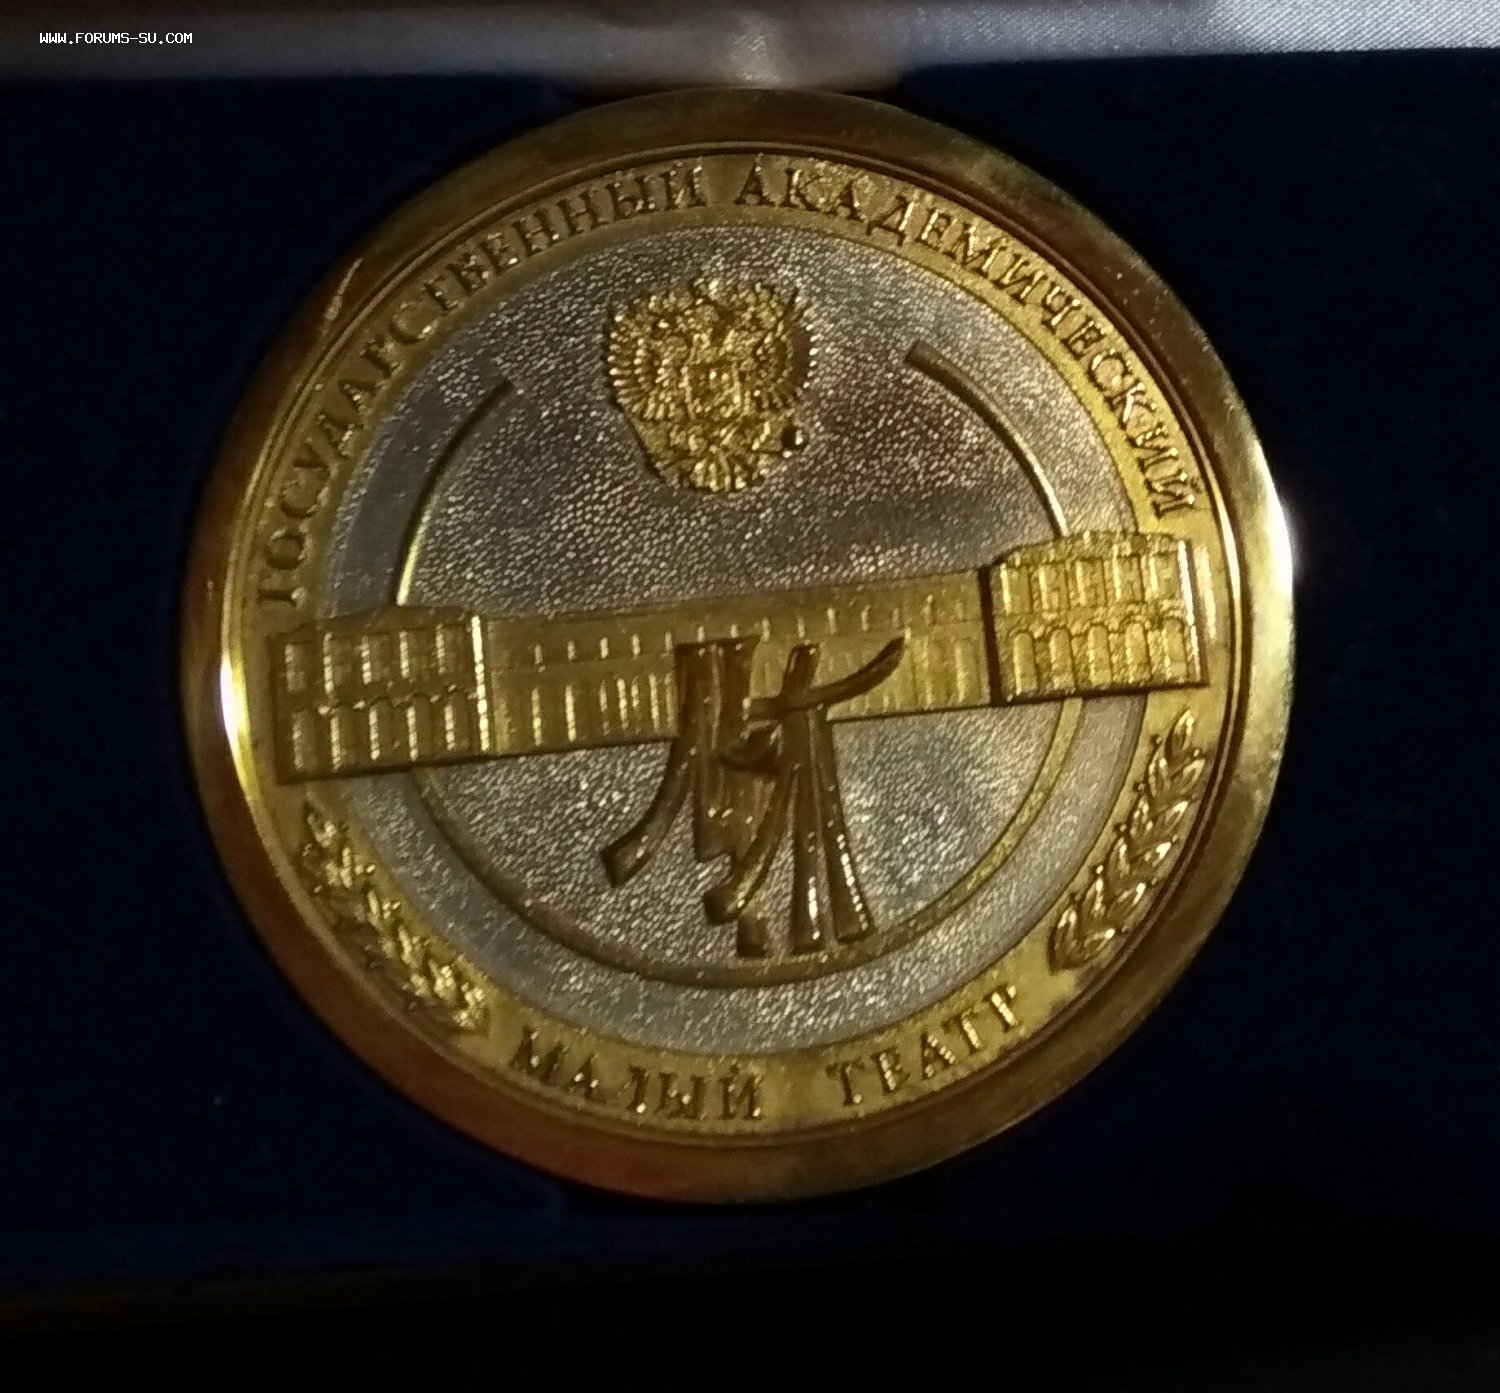 WWW.FORUMS-SU.COM
ГОСУДАРСТВЕННЫЙ АКАДЕМИЧЕСКИЙ
МАЛЫЙ ТЕАТР